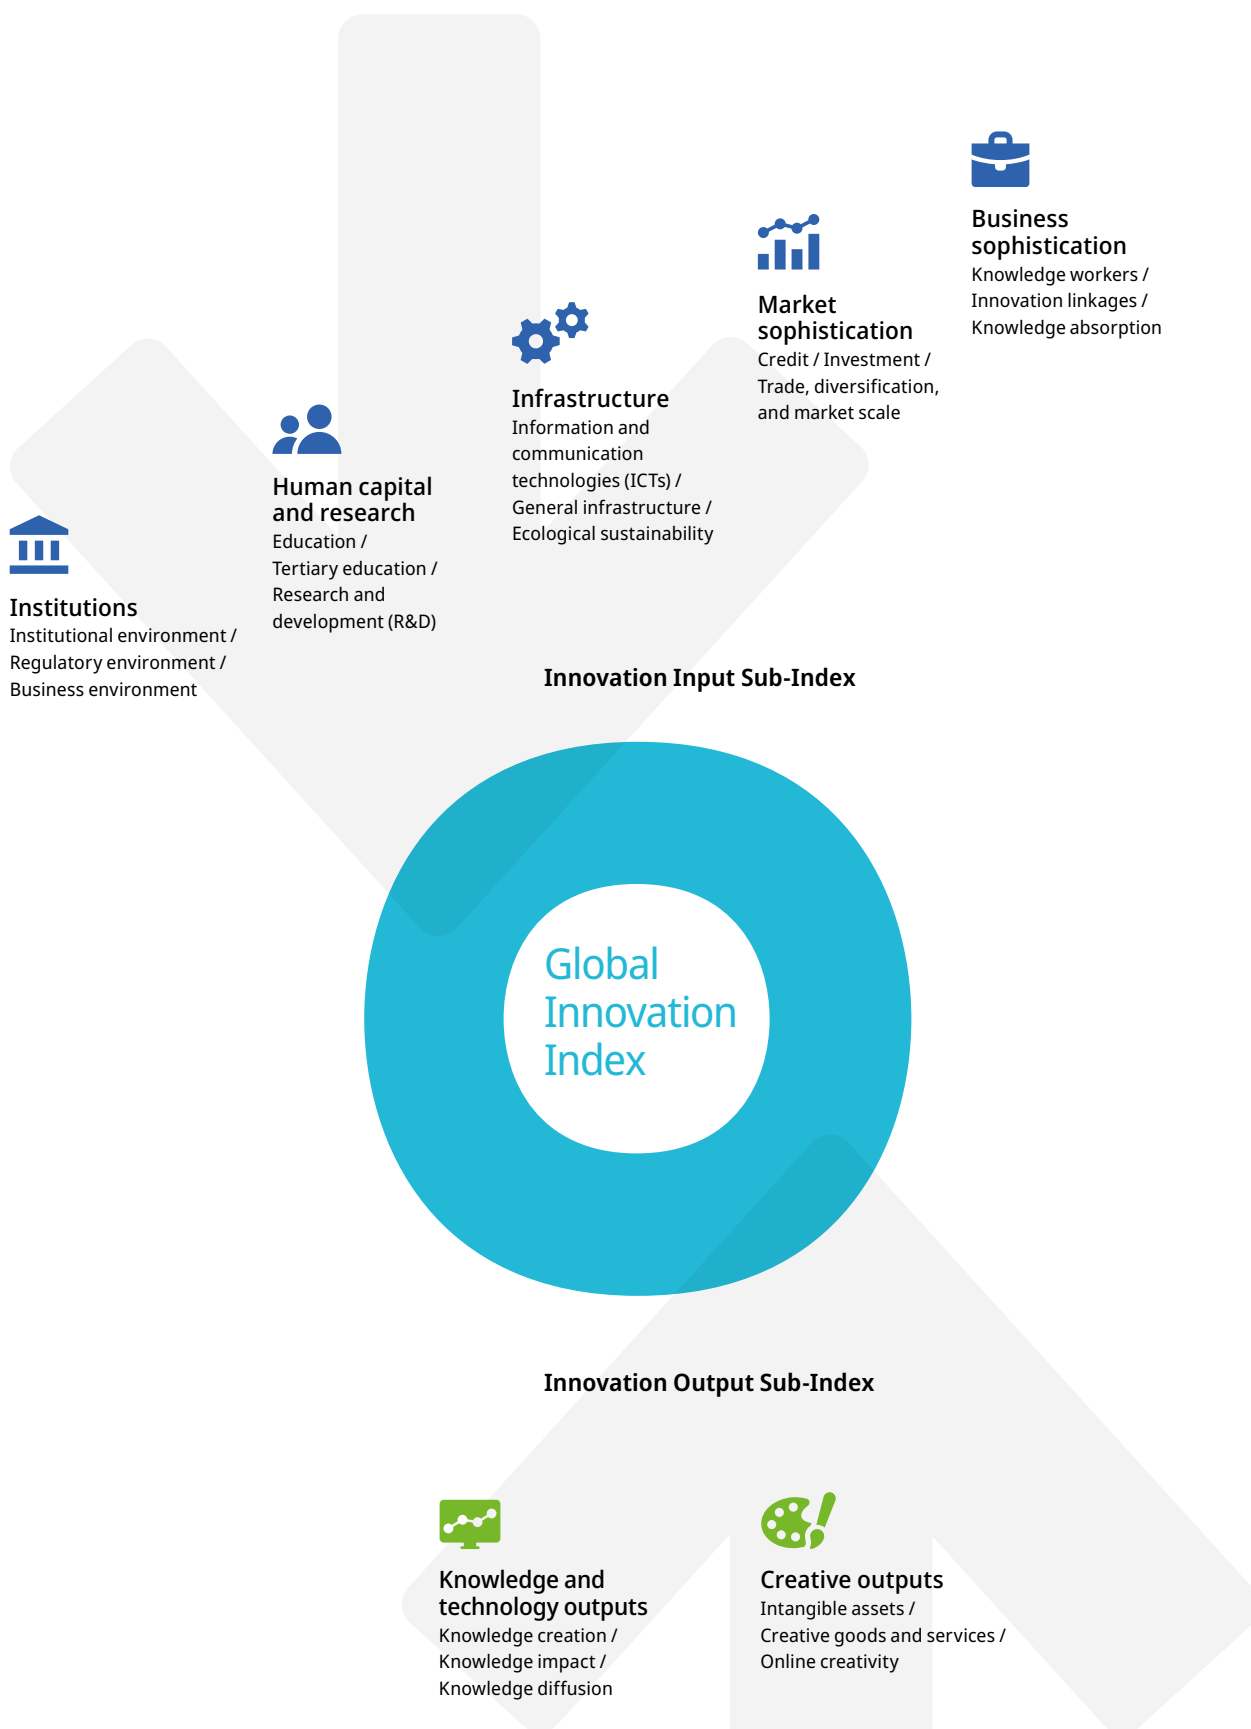 Business
sophistication
Knowledge workers /
Innovation linkages /
Knowledge absorption
Market
sophistication
Credit / Investment /
Trade, diversification,
and market scale
Infrastructure
Information and
communication
technologies (ICTs) /
General infrastructure /
Ecological sustainability
Human capital
and research
Education /
Tertiary education /
Research and
development (R&D)
Institutions
Institutional environment /
Regulatory environment /
Business environment
Innovation Input Sub-Index
Global
Innovation
Index
Innovation Output Sub-Index
Knowledge and
technology outputs
Knowledge creation /
Knowledge impact /
Knowledge diffusion
Creative outputs
Intangible assets /
Creative goods and services /
Online creativity